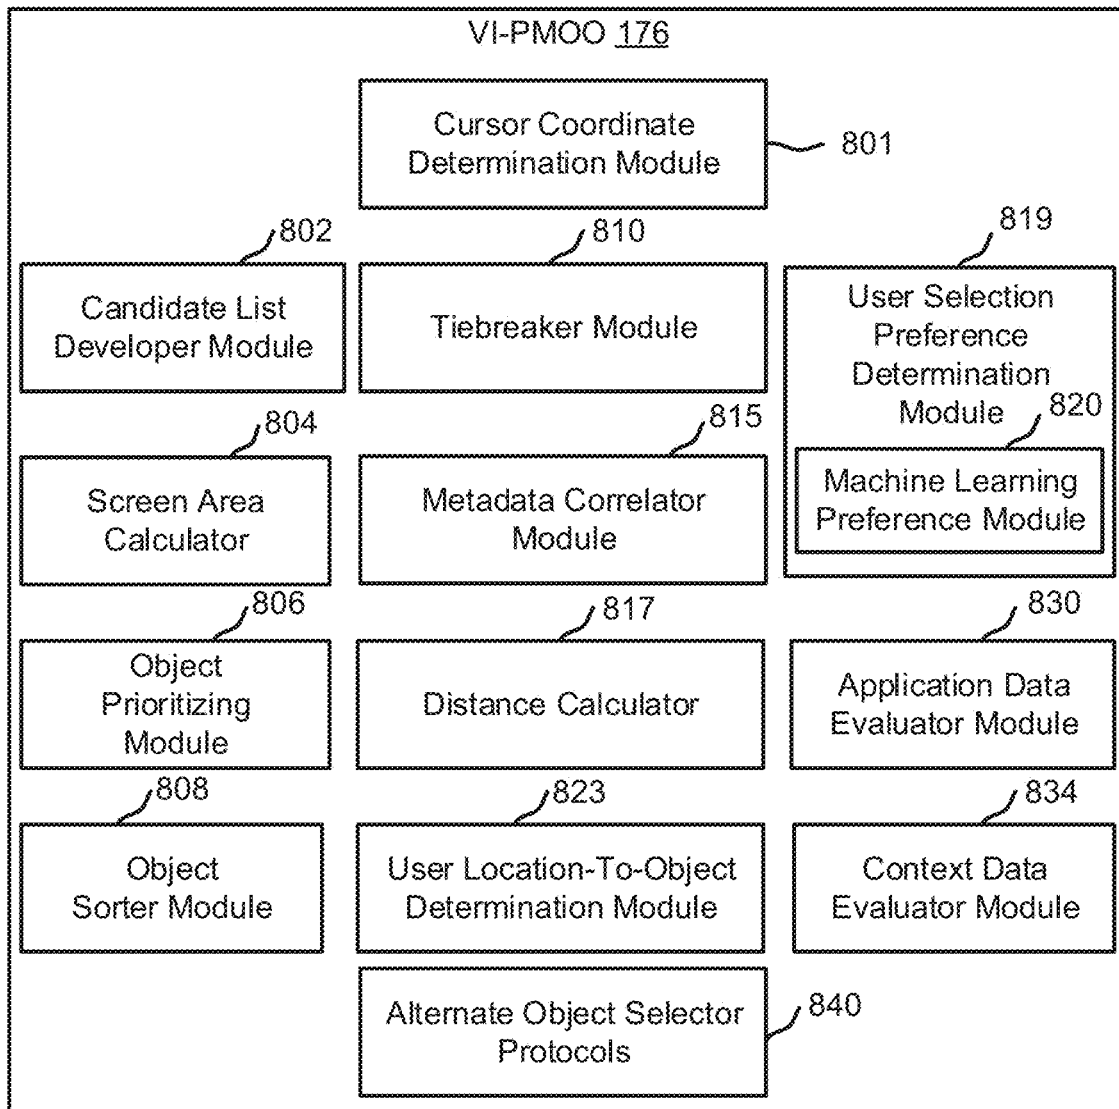 VI-PMOO 176
Cursor Coordinate
Determination Module
801
802
810
819
Candidate List
Developer Module
Tiebreaker Module
User Selection
Preference
Determination
Module
820
Machine Learning
Preference Module
804
815
Screen Area
Calculator
Metadata Correlator
Module
806
817
830
Object
Prioritizing
Module
Distance Calculator
Application Data
Evaluator Module
808
823
834
Object
Sorter Module
User Location-To-Object
Determination Module
Context Data
Evaluator Module
Alternate Object Selector
Protocols
840